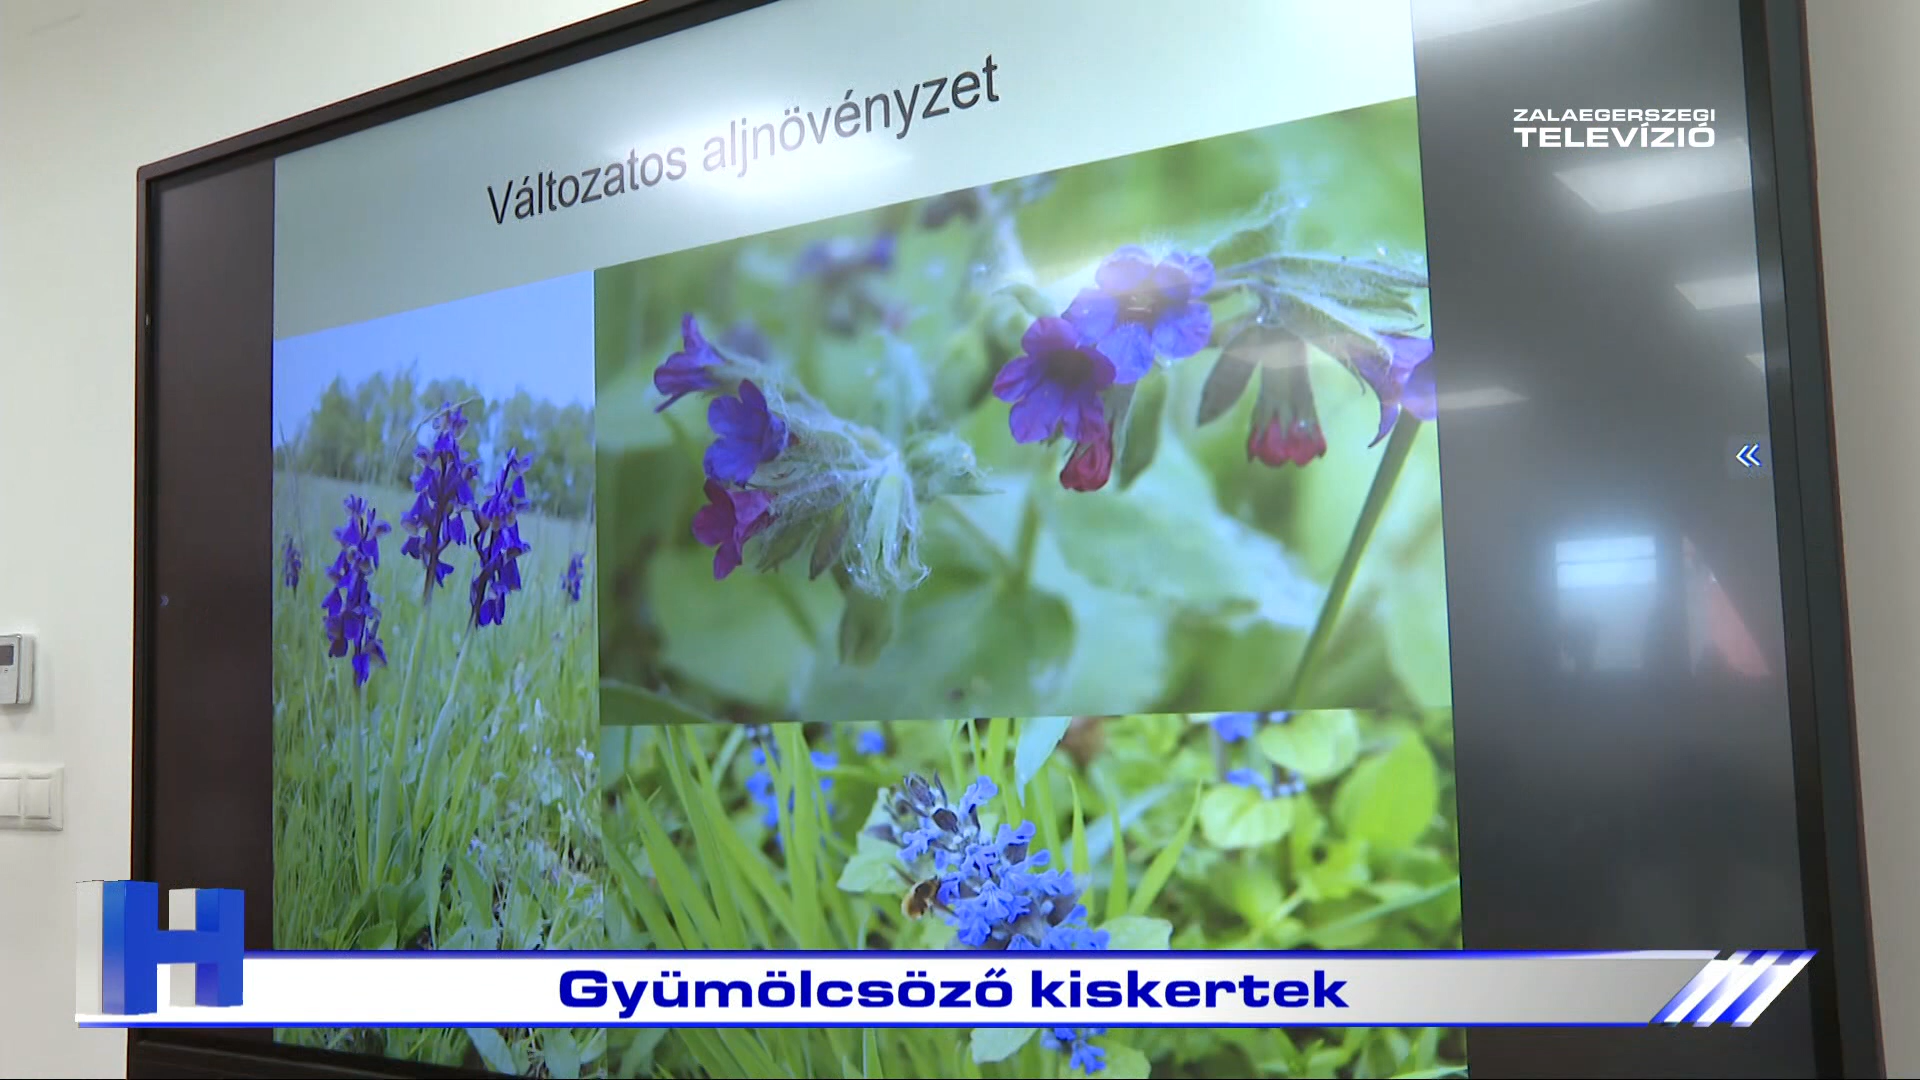 Változatos aljnövényzet
ZALAEGERSZEGI
TELEVÍZIÓ
H
Gyümölcsöző kiskertek